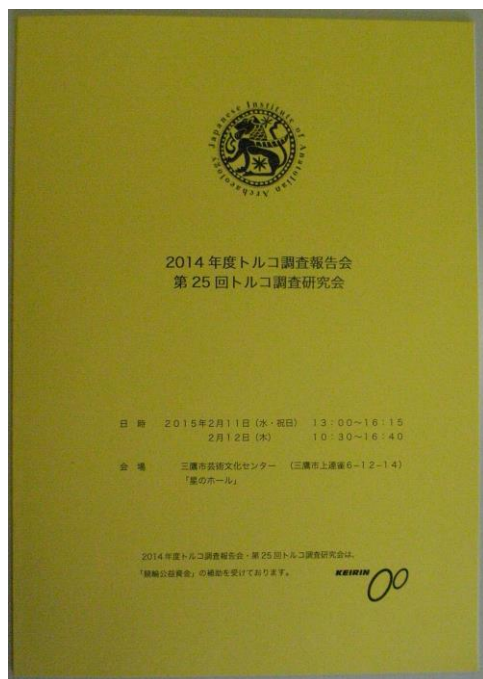 Japanese Institute of Anatolian Archaeology
2014年度トルコ調査報告会
第25回トルコ調査研究会
日 時 2015年2月11日(水・祝日) 13:00~16:15
2月12日(木) 10:30~16:40
会 場 三鷹市芸術文化センター (三鷹市上連雀6-12-14)
「星のホール」
2014年度トルコ調査報告会・第25回トルコ調査研究会は、
「競輪公益資金」の補助を受けております。
KEIRIN